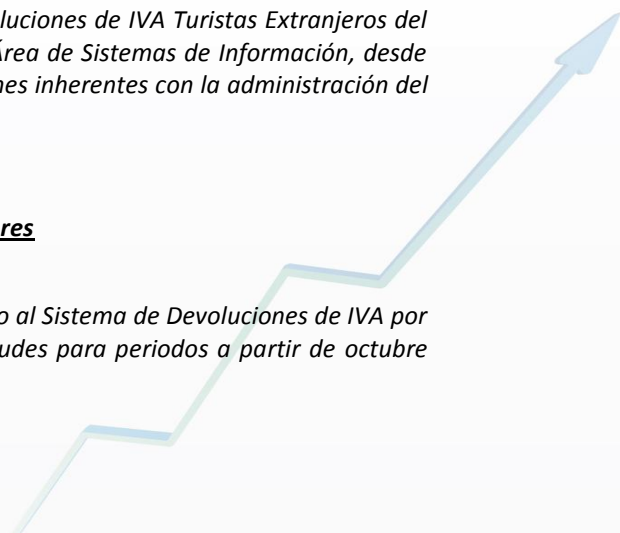 luciones de IVA Turistas Extranjeros del
Área de Sistemas de Información, desde
nes inherentes con la administración del
res
o al Sistema de Devoluciones de IVA por
udes para periodos a partir de octubre